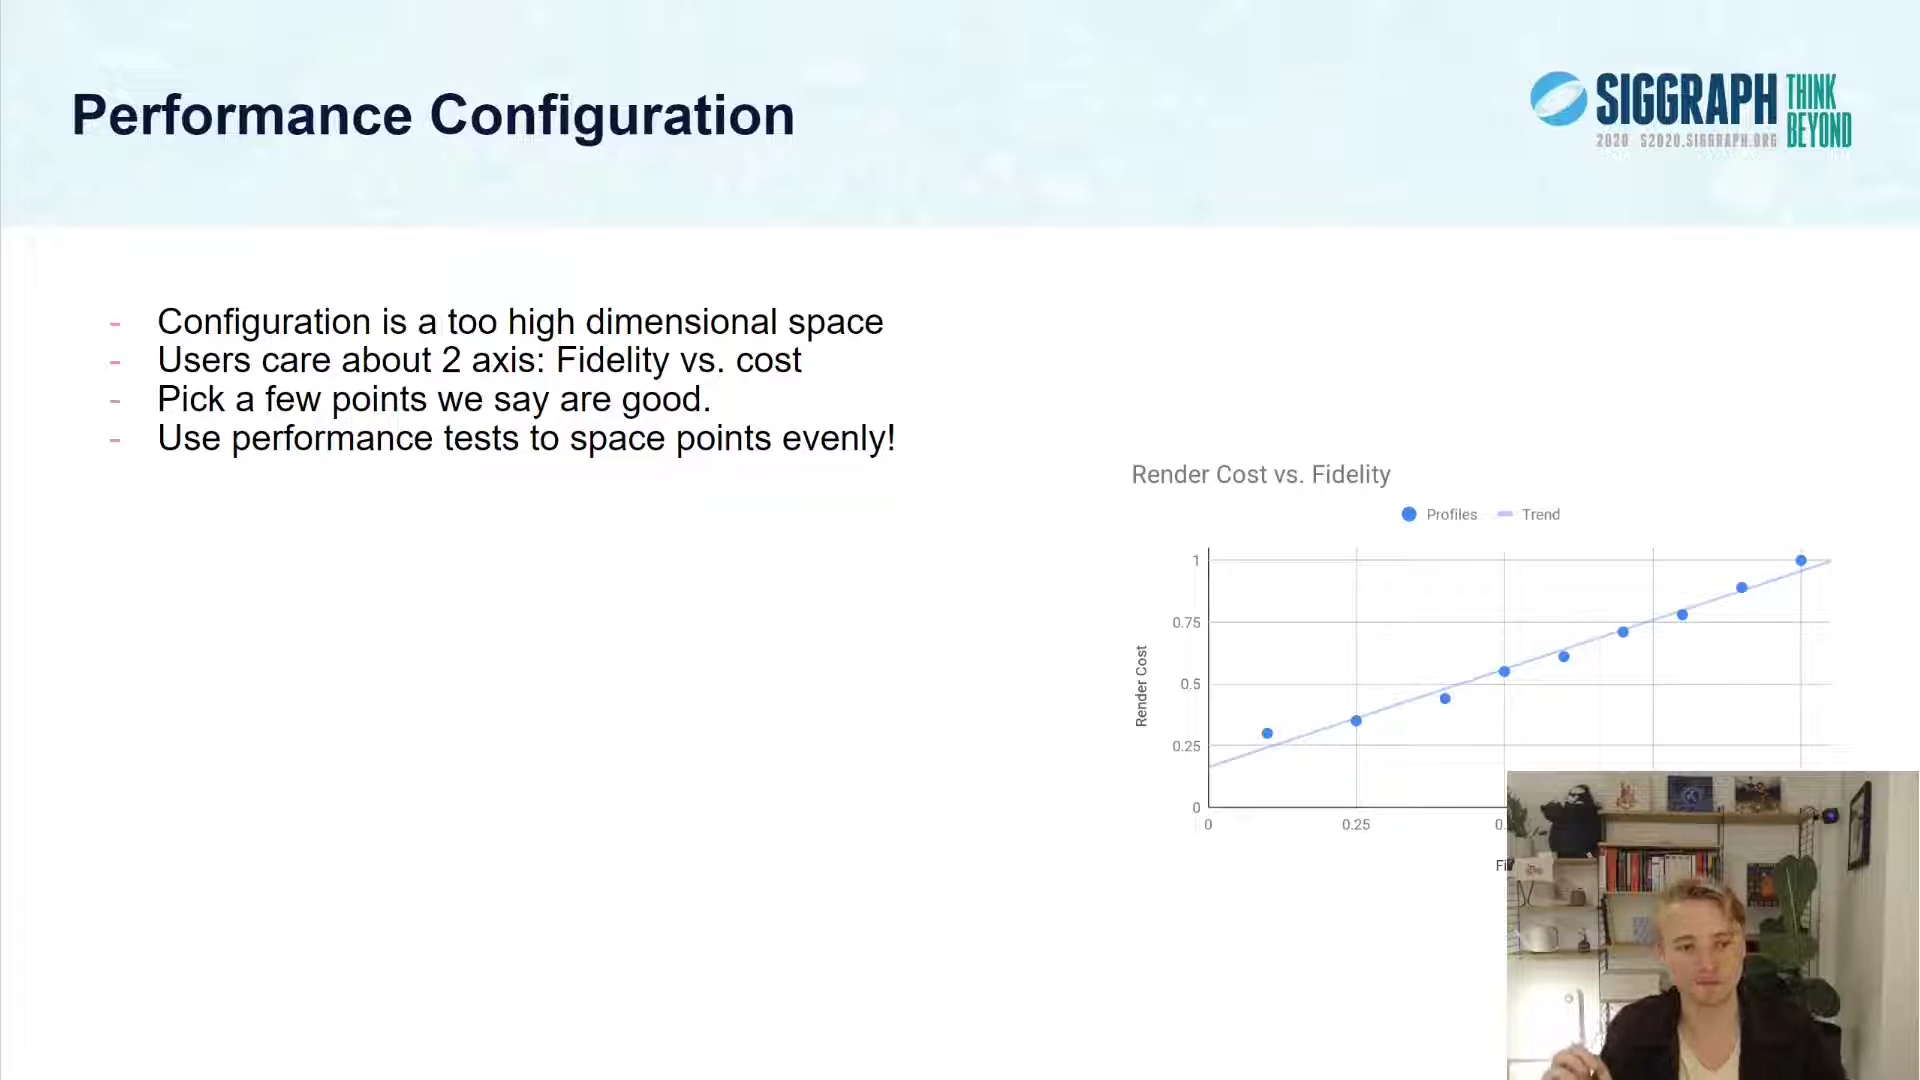 Performance Configuration
SIGGRAPH
THINK
BEYOND
2020 S2020.SIGGRAPH.ORG
- Configuration is a too high dimensional space
- Users care about 2 axis: Fidelity vs. cost
- Pick a few points we say are good.
- Use performance tests to space points evenly!
Render Cost vs. Fidelity
Profiles Trend
1
0.75
0.5
0.25
0
Render Cost
0 0.25